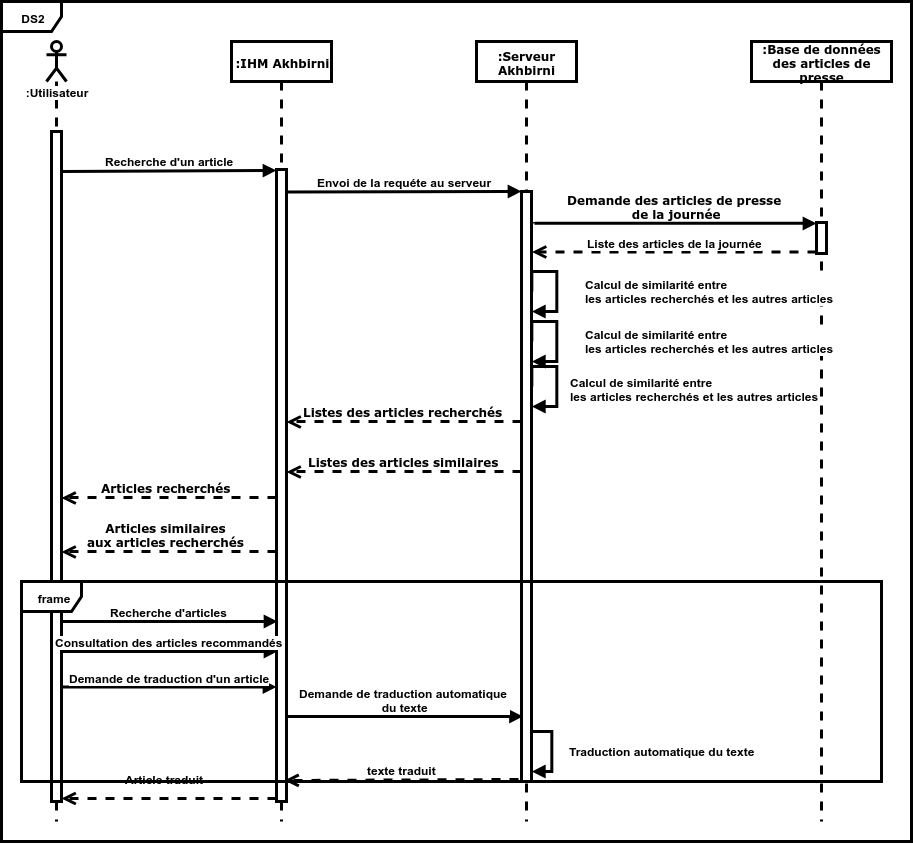 DS2
:Utilisateur
:IHM Akhbirni
:Serveur
Akhbirni
:Base de données
des articles de
presse
Recherche d'un article
Envoi de la requéte au serveur
Demande des articles de presse
de la journée
Liste des articles de la journée
Calcul de similarité entre
les articles recherchés et les autres articles
Calcul de similarité entre
les articles recherchés et les autres articles
Calcul de similarité entre
les articles recherchés et les autres articles
Listes des articles recherchés
Listes des articles similaires
Articles recherchés
Articles similaires
aux articles recherchés
frame
Recherche d'articles
Consultation des articles recommandés
Demande de traduction d'un article
Demande de traduction automatique
du texte
Traduction automatique du texte
texte traduit
Article traduit